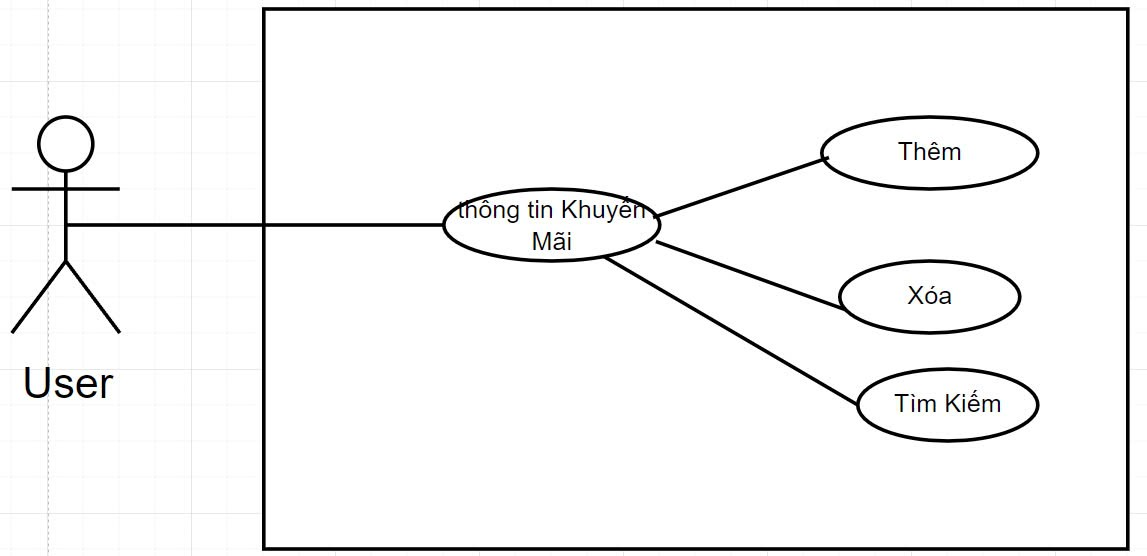 Thêm
thông tin Khuyến
Mãi
Xóa
User
Tìm Kiếm